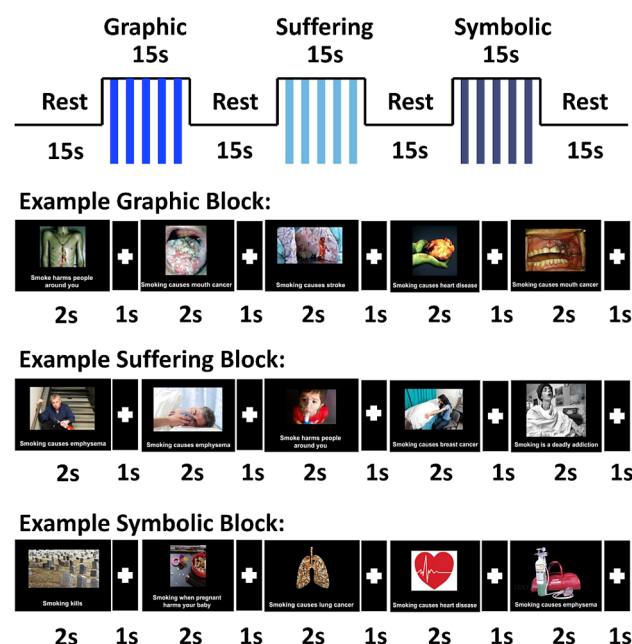 Graphic Suffering Symbolic
15s 15s 15s
Rest Rest Rest Rest
15s 15s 15s 15s
Example Graphic Block:
Smoke harms people
around you
Smoking causes mouth cancer
Smoking causes stroke
Smoking causes heart disease
Smoking causes mouth cancer
2s 1s 2s 1s 2s 1s 2s 1s 2s 1s
Example Suffering Block:
Smoking causes emphysema
Smoking causes emphysema
Smoke harms people
around you
Smoking causes breast cancer
Smoking is a deadly addiction
2s 1s 2s 1s 2s 1s 2s 1s 2s 1s
Example Symbolic Block:
Smoking kills
Smoking when pregnant
harms your baby
Smoking causes lung cancer
Smoking causes heart disease
Smoking causes emphysema
2s 1s 2s 1s 2s 1s 2s 1s 2s 1s